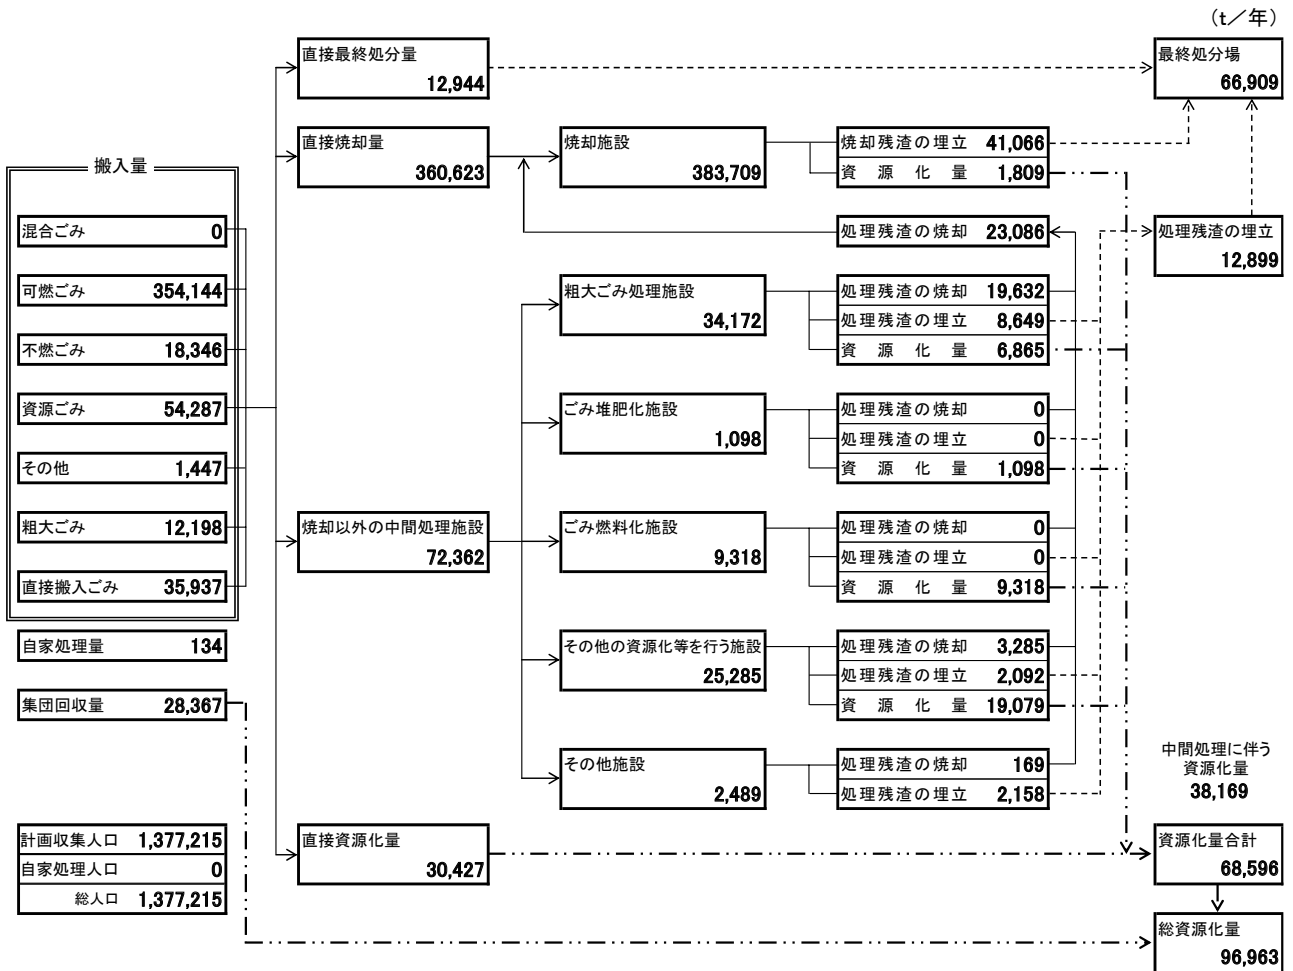 (t／年)
直接最終処分量
12,944
最終処分場
66,909
直接焼却量
360,623
焼却施設
383,709
焼却残渣の埋立 41,066
資源化量 1,809
搬入量
混合ごみ 0
可燃ごみ 354,144
不燃ごみ 18,346
資源ごみ 54,287
その他 1,447
粗大ごみ 12,198
直接搬入ごみ 35,937
自家処理量 134
集団回収量 28,367
処理残渣の焼却 23,086
処理残渣の埋立
12,899
粗大ごみ処理施設
34,172
処理残渣の焼却 19,632
処理残渣の埋立 8,649
資源化量 6,865
ごみ堆肥化施設
1,098
処理残渣の焼却 0
処理残渣の埋立 0
資源化量 1,098
焼却以外の中間処理施設
72,362
ごみ燃料化施設
9,318
処理残渣の焼却 0
処理残渣の埋立 0
資源化量 9,318
その他の資源化等を行う施設
25,285
処理残渣の焼却 3,285
処理残渣の埋立 2,092
資源化量 19,079
その他施設
2,489
処理残渣の焼却 169
処理残渣の埋立 2,158
中間処理に伴う
資源化量
38,169
計画収集人口 1,377,215
自家処理人口 0
総人口 1,377,215
直接資源化量
30,427
資源化量合計
68,596
総資源化量
96,963